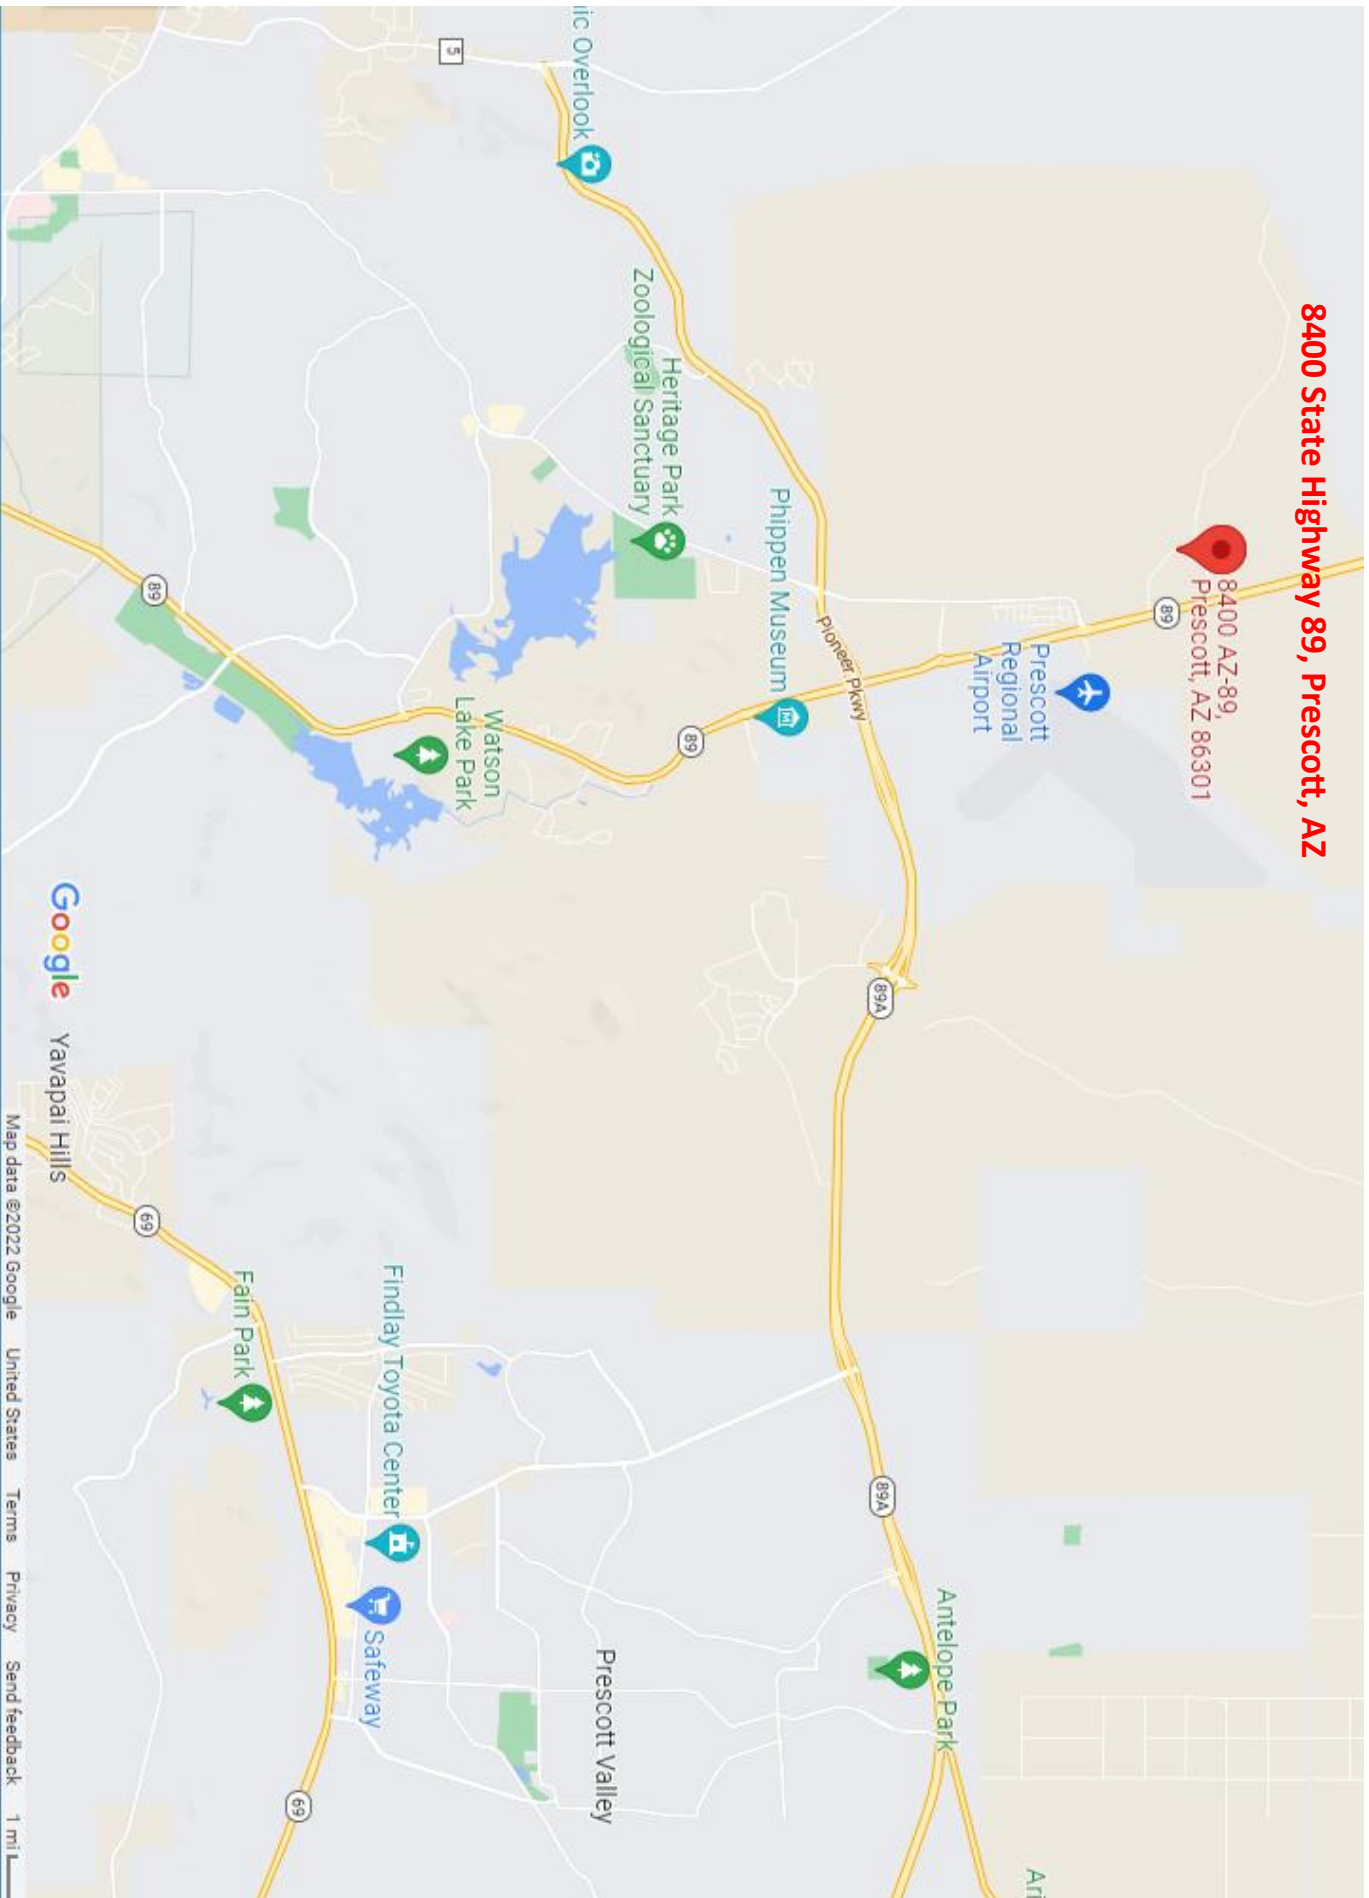 8400 State Highway 89, Prescott, AZ
8400 AZ-89,
Prescott, AZ 86301
89
Prescott
Regional
Airport
Pioneer Pkwy
Phippen Museum
Heritage Park
Zoological Sanctuary
ic Overlook
5
89
Watson
Lake Park
89
89A
89A
Antelope Park
Ari
Prescott Valley
Findlay Toyota Center
Safeway
Fain Park
69
69
Yavapai Hills
Google
Map data ©2022 Google United States Terms Privacy Send feedback 1 mi